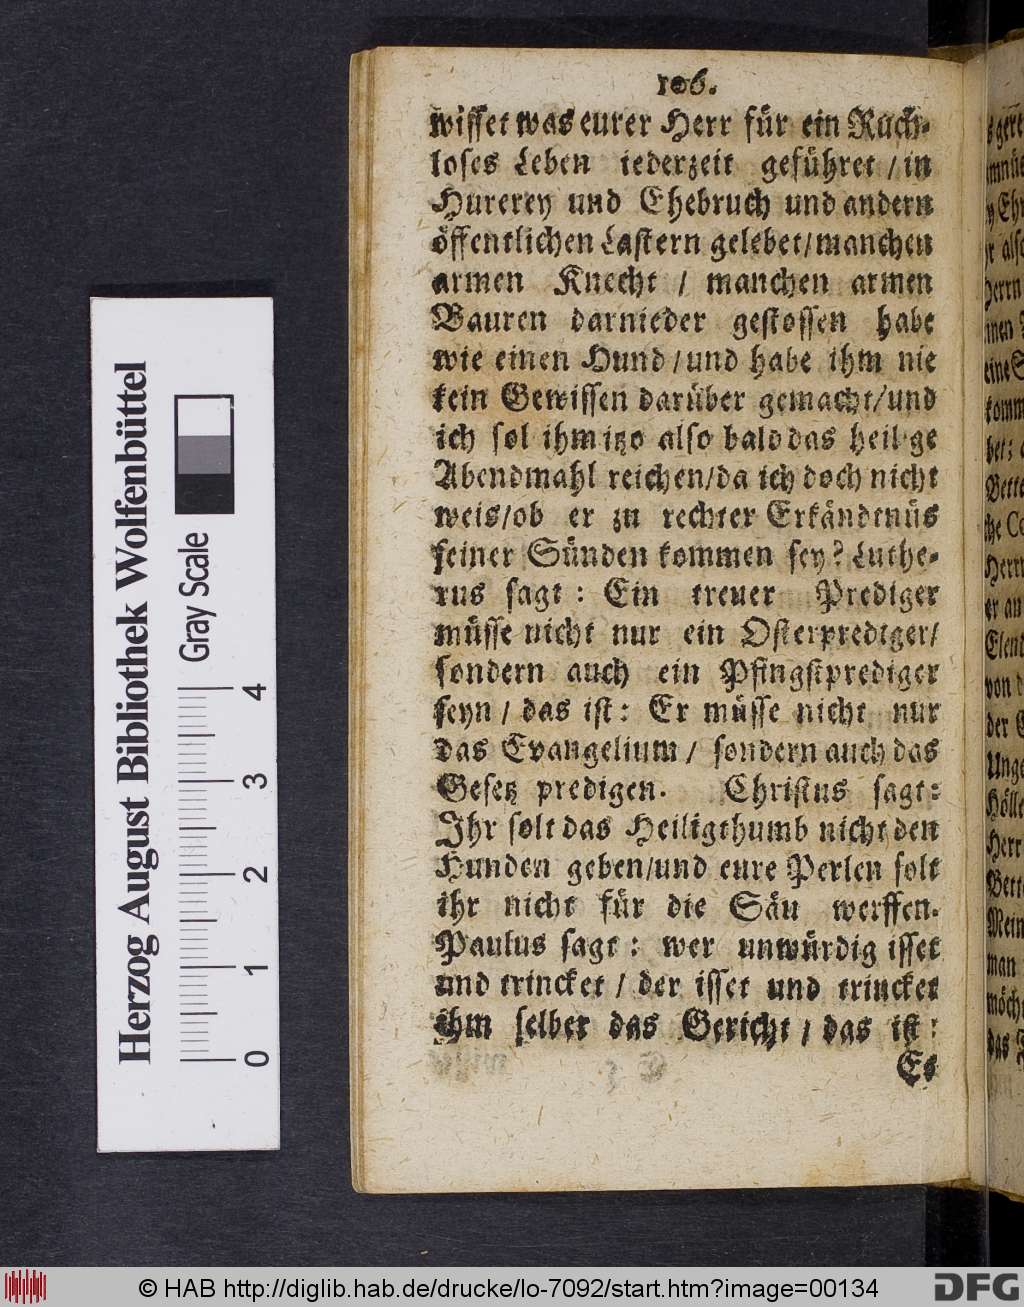 106.
wisset was eurer Herr für ein Ruch-
loses Leben iederzeit geführet / in
Hurerey und Ehebruch und andern
öffentlichen Lastern gelebet/manchen
armen Knecht / manchen armen
Bauren darnieder gestossen habe
wie einen Hund / und habe ihm nie
kein Gewissen darüber gemacht/und
ich sol ihm itzo also bald das heilige
Abendmahl reichen/da ich doch nicht
weis/ob er zu rechter Erkändtnüs
seiner Sünden kommen sey? Luthe-
rus sagt: Ein treuer Prediger
müsse nicht nur ein Osterprediger/
sondern auch ein Pfingstprediger
seyn / das ist: Er müsse nicht nur
das Evangelium / sondern auch das
Gesetz predigen. Christus sagt:
Ihr solt das Heiligthumb nicht den
Hunden geben/und eure Perlen solt
ihr nicht für die Säu werffen.
Paulus sagt: wer unwürdig isset
und trincket / der isset und trincket
ihm selber das Gericht / das ist:
Es
Herzog August Bibliothek Wolfenbüttel
Gray Scale
0 1 2 3 4
© HAB http://diglib.hab.de/drucke/lo-7092/start.htm?image=00134
DFG